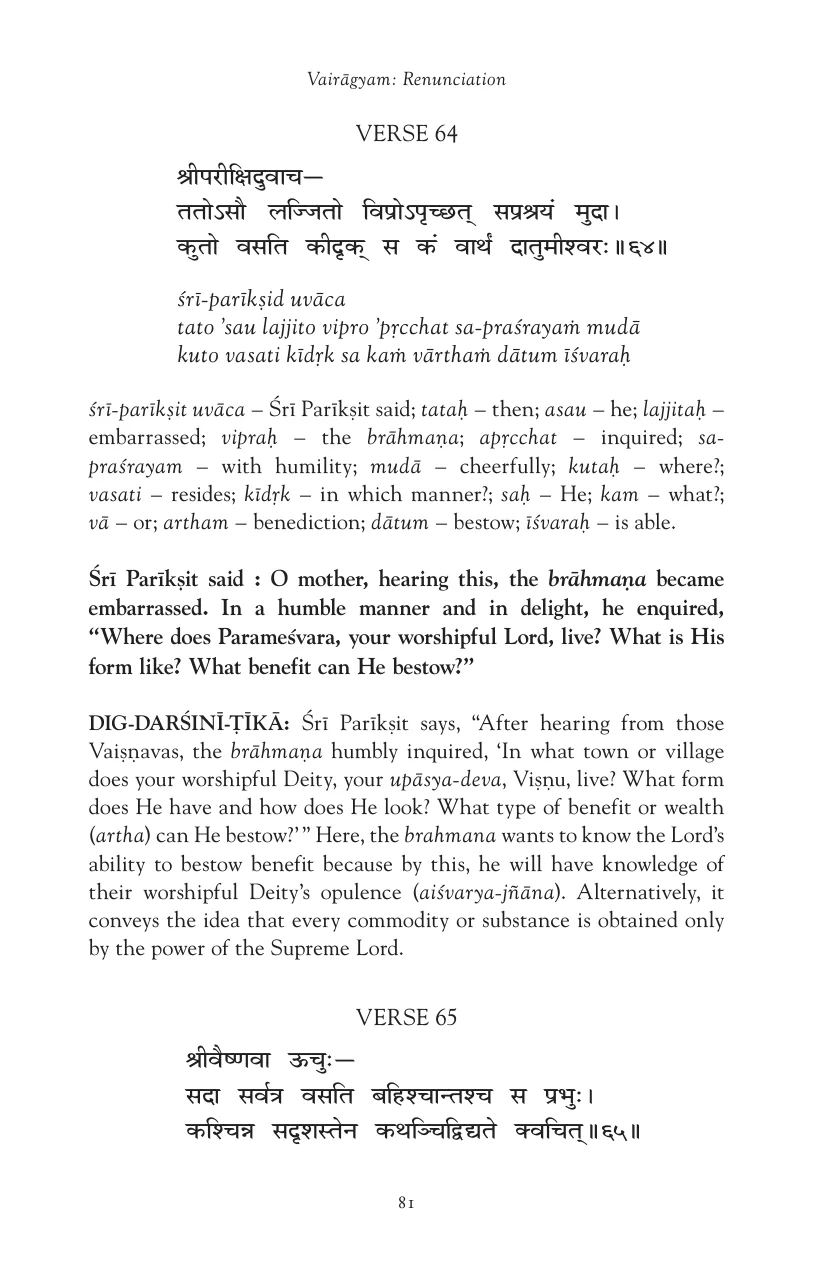 Vairāgyam: Renunciation
VERSE 64
श्रीपरीक्षिदुवाच—
ततोऽसौ लज्जितो विप्रोऽपृच्छत् सप्रश्रयं मुदा।
कुतो वसति कीदृक् स कं वार्थं दातुमीश्वरः॥६४॥
śrī-parīkṣid uvāca
tato ’sau lajjito vipro ’pṛcchat sa-praśrayaṁ mudā
kuto vasati kīdṛk sa kaṁ vārthaṁ dātum īśvaraḥ
śrī-parīkṣit uvāca – Śrī Parīkṣit said; tataḥ – then; asau – he; lajjitaḥ –
embarrassed; vipraḥ – the brāhmaṇa; apṛcchat – inquired; sa-
praśrayam – with humility; mudā – cheerfully; kutaḥ – where?;
vasati – resides; kīdṛk – in which manner?; saḥ – He; kam – what?;
vā – or; artham – benediction; dātum – bestow; īśvaraḥ – is able.
Śrī Parīkṣit said : O mother, hearing this, the brāhmaṇa became
embarrassed. In a humble manner and in delight, he enquired,
“Where does Parameśvara, your worshipful Lord, live? What is His
form like? What benefit can He bestow?”
DIG-DARŚINĪ-ṬĪKĀ: Śrī Parīkṣit says, “After hearing from those
Vaiṣṇavas, the brāhmaṇa humbly inquired, ‘In what town or village
does your worshipful Deity, your upāsya-deva, Viṣṇu, live? What form
does He have and how does He look? What type of benefit or wealth
(artha) can He bestow?’ ” Here, the brahmana wants to know the Lord’s
ability to bestow benefit because by this, he will have knowledge of
their worshipful Deity’s opulence (aiśvarya-jñāna). Alternatively, it
conveys the idea that every commodity or substance is obtained only
by the power of the Supreme Lord.
VERSE 65
श्रीवैष्णवा ऊचुः—
सदा सर्वत्र वसति बहिश्चान्तश्च स प्रभुः।
कश्चिन्न सदृशस्तेन कथञ्चिद्विद्यते क्वचित्॥६५॥
81